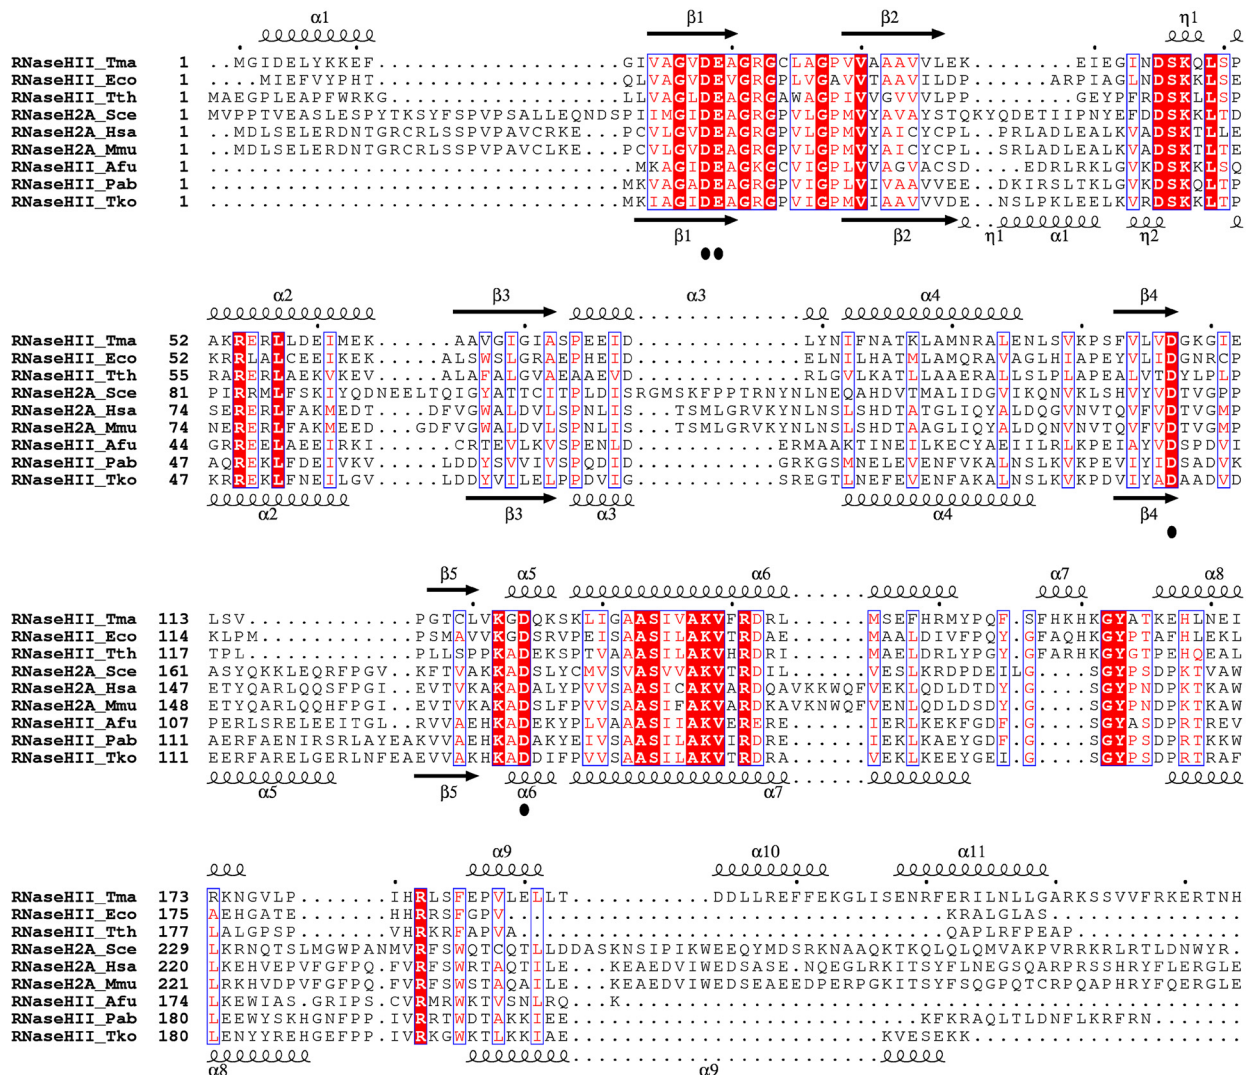 α1 β1 β2 η1
RNaseHII_Tma 1 ..MGIDELYKKEF...................GIVAGVDEAGRGCLAGPVVAAAVVLEK.........EIEGINDSKQLSP
RNaseHII_Eco 1 ....MIEFVYPHT...................QLVAGVDEVGRGPLVGAVVTAAVILDP.......ARPIAGLNDSKKLSE
RNaseHII_Tth 1 MAEGPLEAPFWRKG..................LLVAGLDEAGRGAWAGPIVVGVVVLPP........GEYPFRDSKLLSP
RNaseH2A_Sce 1 MVPPTVEASLESPYTKSYFSPVPSALLEQNDSPIIMGIDEAGRGPVLGPMVYAVAYSTQKYQDETIIPNYEFDDSKKLTD
RNaseH2A_Hsa 1 ..MDLSELERDNTGRCRLSSPVPAVCRKE...PCVLGVDEAGRGPVLGPMVYAICYCPL..PRLADLEALKVADSKTLLE
RNaseH2A_Mmu 1 ..MDLSELERDNTGRCRLSSPVPAVCLKE...PCVLGVDEAGRGPVLGPMVYAICYCPL..SRLADLEALKVADSKTLTE
RNaseHII_Afu 1 .................................MKAGIDEAGKGCVIGPLVVAGVACSD...EDRLRKLGVKDSKKLSQ
RNaseHII_Pab 1 ................................MKVAGADEAGRGPVIGPLVIVAAVVEE..DKIRSLTKLGVKDSKQLTP
RNaseHII_Tko 1 ................................MKIAGIDEAGRGPVIGPMVIAAVVVDE..NSLPKLEELKVRDSKKLTP
β1 β2 η1 α1 η2
α2 β3 α3 α4 β4
RNaseHII_Tma 52 AKRERLLDEIMEK......AAVGIGIASPEEID.............LYNIFNATKLAMNRALENLSVKPSFVLVDGKGIE
RNaseHII_Eco 52 KRRLALCEEIKEK.....ALSWSLGRAEPHEID.............ELNILHATMLAMQRAVAGLHIAPEYVLIDGNRCP
RNaseHII_Tth 55 RARERLAEKVKEV.....ALAFALGVAEAAEVD.............RLGVLKATLLAAERALSLPLAPEALVTDYLPLP
RNaseH2A_Sce 81 PIRRMLFSKIYQDNEELTQIGYATTCITPLDISRGMSKFPPTRNYNLNEQAHDTVMALIDGVIKQNVKLSHVYVDTVGPP
RNaseH2A_Hsa 74 SERERLFAKMEDT....DFVGWALDVLSPNLIS...TSMLGRVKYNLNSLSHDTATGLIQYALDQGVNVTQVFVDTVGMP
RNaseH2A_Mmu 74 NERERLFAKMEED...GDFVGWALDVLSPNLIS...TSMLGRVKYNLNSLSHDTAAGLIQYALDQNVNVTQVFVDTVGMP
RNaseHII_Afu 44 GRREELAEEIRKI......CRTEVLKVSPENLD...........ERMAAKTINEILKECYAEIILRLKPEIAYVDSPDVI
RNaseHII_Pab 47 AQREKLFDEIVKV.....LDDYSVVIVSPQDID...........GRKGSMNELEVENFVKALNSLKVKPEVIYIDSADVK
RNaseHII_Tko 47 KRREKLFNEILGV.....LDDYVILELPPDVIG...........SREGTLNEFEVENFAKALNSLKVKPDVIYADAADVD
α2 β3 α3 α4 β4
β5 α5 α6 α7 α8
RNaseHII_Tma 113 LSV.............PGTCLVKGDQKSKLIGAASIVAKVFRDRL......MSEFHRMYPQF.SFHKHKGYATKEHLNEI
RNaseHII_Eco 114 KLPM............PSMAVVKGDSRVPEIGAASILAKVTRDAE......MAALDIVFPQY.GFAQHKGYPTAFHLEKL
RNaseHII_Tth 117 TPL.............PLLSPPKADEKSPTVAAASLLAKVHRDRI......MAELDRLYPGY.GFARHKGYGTPEHQEAL
RNaseH2A_Sce 161 ASYQKKLEQRFPGV..KFTVAKKADSLYCMVSVASVVAKVTRDIL......VESLKRDPDEILG....SGYPNDPKTVAW
RNaseH2A_Hsa 147 ETYQARLQQSFPGI..EVTVKAKADALYPVVSAASICAKVARDQAVKKWQFVEKLQDLDTDY.G....SGYPNDPKTKAW
RNaseH2A_Mmu 148 ETYQARLQQHFPGI..EVTVKAKADSLFPVVSAASIFAKVARDKAVKNWQFVENLQDLDSDY.G....SGYPNDPKTKAW
RNaseHII_Afu 107 PERLSRELEEITGL..RVVAEHKADEKYPLVAAASIIAKVERERE......IERLKEKFGDF.G....SGYASDPRTREV
RNaseHII_Pab 111 AERFAENIRSRLAYEAKVVAEHKADAKYEIVSAASILAKVIRDRE......IEKLKAEYGDF.G....SGYPSDPRTKKW
RNaseHII_Tko 111 EERFARELGERLNFEAEVVAKHKADDIFPVVSAASILAKVTRDRA......VEKLKEEYGEI.G....SGYPSDPRTRAF
α5 β5 α6 α7
α9 α10 α11
RNaseHII_Tma 173 RKNGVLP.......IHRLSFEPVLELLT...........DDLLREFFEKGLISENRFERILNLLGARKSSVVFRKERTNH
RNaseHII_Eco 175 AEHGATE.......HHRRSFGPV..................................KRALGLAS...............
RNaseHII_Tth 177 LALGPSP.......VHRKRFAPVA.................................QAPLRFPEAP.............
RNaseH2A_Sce 229 LKRNQTSLMGWPANMVRFSWQTCQTLLDDASKNSIPIKWEEQYMDSRKNAAQKTKQLQLQMVAKPVRRKRLRTLDNWYR.
RNaseH2A_Hsa 220 LKEHVEPVFGFPQ.FVRFSWRTAQTILE...KEAEDVIWEDSASE.NQEGLRKITSYFLNEGSQARPRSSHRYFLERGLE
RNaseH2A_Mmu 221 LRKHVDPVFGFPQ.FVRFSWSTAQAILE...KEAEDVIWEDSEAEEDPERPGKITSYFSQGPQTCRPQAPHRYFQERGLE
RNaseHII_Afu 174 LKEWIAS.GRIPS.CVRMRWKTVSNLRQ...K................................................
RNaseHII_Pab 180 LEEWYSKHGNFPP.IVRRTWDTAKKIEE...........................KFKRAQLTLDNFLKRFRN.......
RNaseHII_Tko 180 LENYYREHGEFPP.IVRKGWKTLKKIAE........................KVESEKK.....................
α8 α9